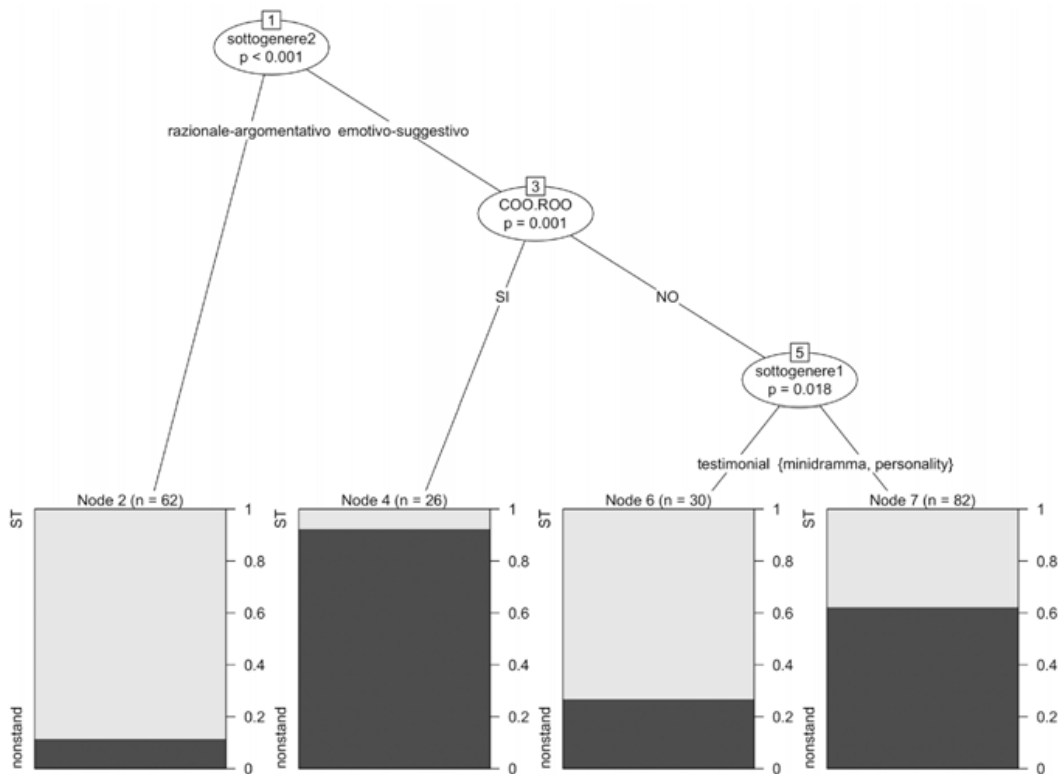 1
sottogenere2
p < 0.001
razionale-argomentativo emotivo-suggestivo
3
COO.ROO
p = 0.001
SI
NO
5
sottogenere1
p = 0.018
testimonial {minidramma, personality}
Node 2 (n = 62)
ST
nonstand
1
0.8
0.6
0.4
0.2
0
Node 4 (n = 26)
ST
nonstand
1
0.8
0.6
0.4
0.2
0
Node 6 (n = 30)
ST
nonstand
1
0.8
0.6
0.4
0.2
0
Node 7 (n = 82)
ST
nonstand
1
0.8
0.6
0.4
0.2
0